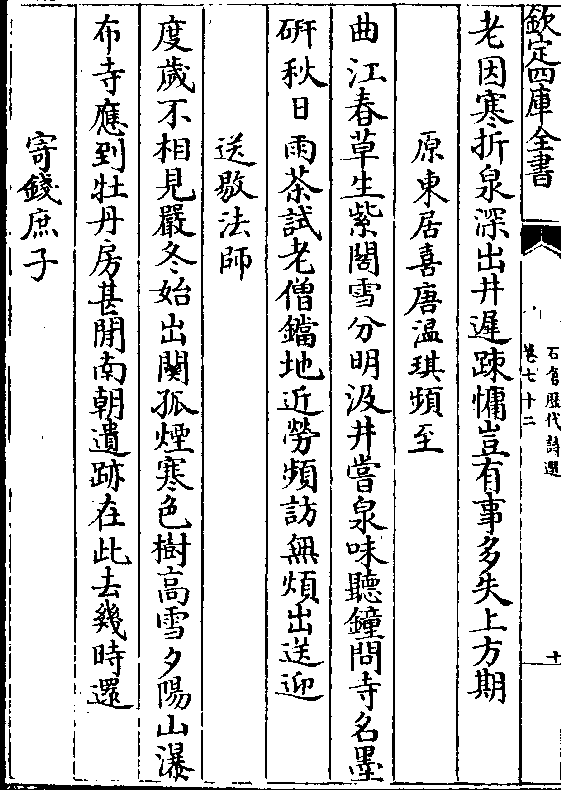 欽定四庫全書
石倉歷代詩選
卷七十二
十
老因寒折泉深出井遲踈慵豈有事多失上方期
原東居喜唐溫琪頻至
曲江春草生紫閣雪分明汲井嘗泉味聽鐘問寺名墨
硏秋日雨茶試老僧鐺地近勞頻訪無煩出送迎
送敡法師
度歲不相見嚴冬始出關孤煙寒色樹高雪夕陽山瀑
布寺應到牡丹房甚閒南朝遺跡在此去幾時還
寄錢庶子